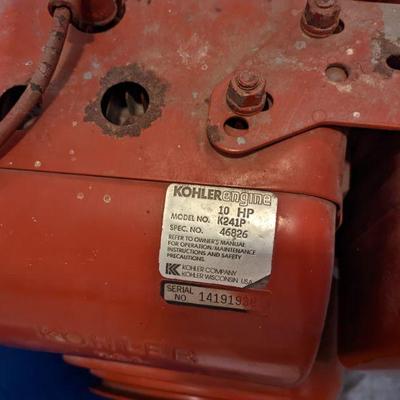 KOHLER engine
10 HP
MODEL NO. K241P
SPEC. NO. 46826
REFER TO OWNER'S MANUAL
FOR OPERATION/MAINTENANCE
INSTRUCTIONS AND SAFETY
PRECAUTIONS.
KOHLER COMPANY
KOHLER WISCONSIN USA
SERIAL
NO
KOHLER